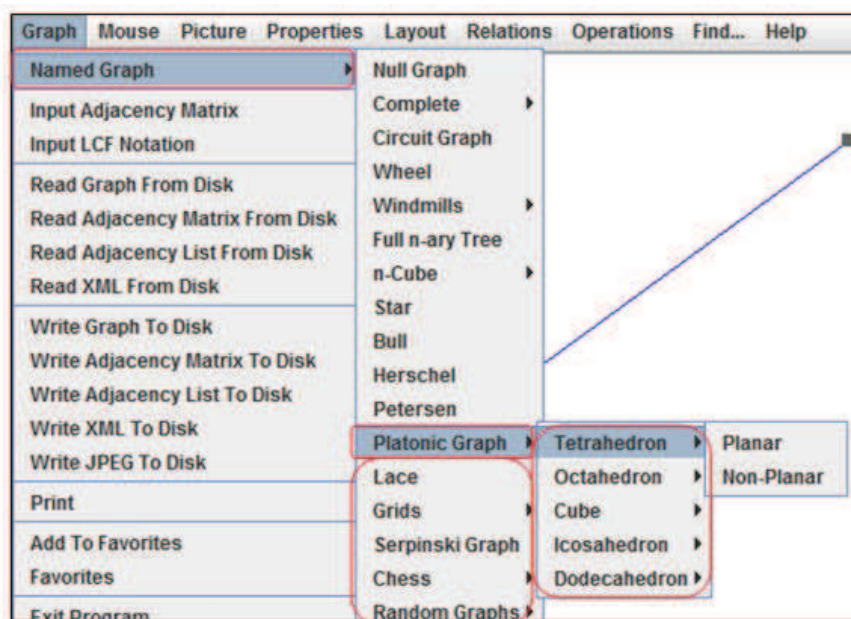 Graph Mouse Picture Properties Layout Relations Operations Find... Help
Named Graph
Input Adjacency Matrix
Input LCF Notation
Read Graph From Disk
Read Adjacency Matrix From Disk
Read Adjacency List From Disk
Read XML From Disk
Write Graph To Disk
Write Adjacency Matrix To Disk
Write Adjacency List To Disk
Write XML To Disk
Write JPEG To Disk
Print
Add To Favorites
Favorites
Exit Program
Null Graph
Complete
Circuit Graph
Wheel
Windmills
Full n-ary Tree
n-Cube
Star
Bull
Herschel
Petersen
Platonic Graph
Lace
Grids
Serpinski Graph
Chess
Random Graphs
Tetrahedron
Octahedron
Cube
Icosahedron
Dodecahedron
Planar
Non-Planar